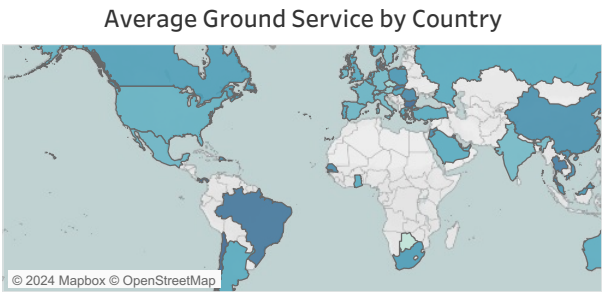 Average Ground Service by Country
© 2024 Mapbox © OpenStreetMap